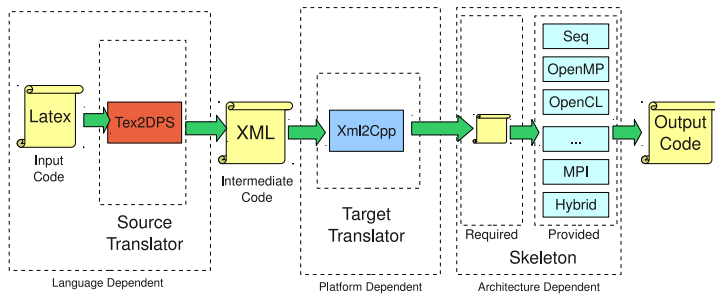 Latex
Input
Code
Tex2DPS
Source
Translator
Language Dependent
XML
Intermediate
Code
Xml2Cpp
Target
Translator
Platform Dependent
Required
Seq
OpenMP
OpenCL
...
MPI
Hybrid
Provided
Skeleton
Architecture Dependent
Output
Code